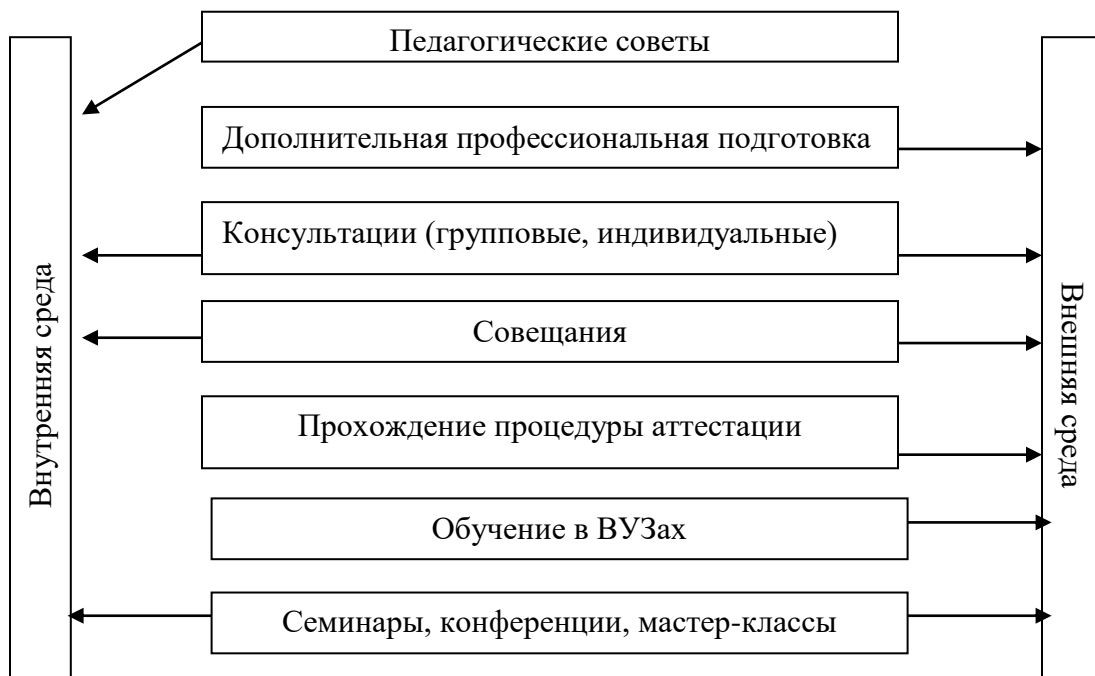 Педагогические советы
Дополнительная профессиональная подготовка
Консультации (групповые, индивидуальные)
Совещания
Прохождение процедуры аттестации
Обучение в ВУЗах
Семинары, конференции, мастер-классы
Внутренняя среда
Внешняя среда